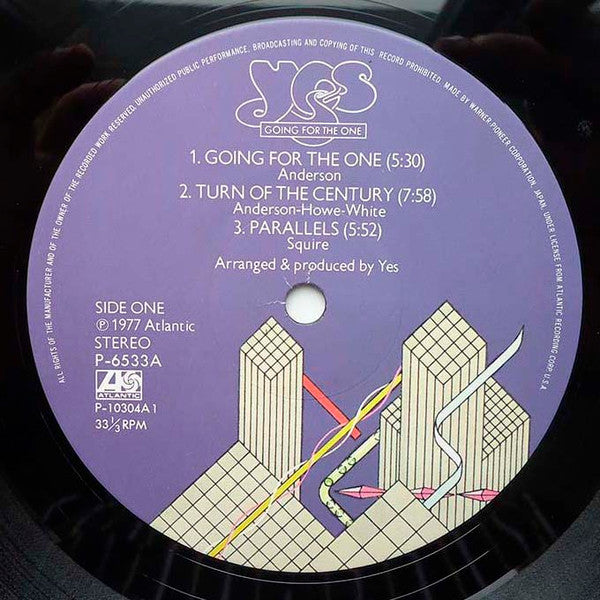 ALL RIGHTS OF THE MANUFACTURER AND OF THE OWNER OF THE RECORDED WORK RESERVED. UNAUTHORIZED PUBLIC PERFORMANCE, BROADCASTING AND COPYING OF THIS RECORD PROHIBITED. MADE BY WARNER-PIONEER CORPORATION, JAPAN, UNDER LICENSE FROM ATLANTIC RECORDING CORP. U.S.A.
yes
GOING FOR THE ONE
1. GOING FOR THE ONE (5:30)
Anderson
2. TURN OF THE CENTURY (7:58)
Anderson-Howe-White
3. PARALLELS (5:52)
Squire
Arranged & produced by Yes
SIDE ONE
℗ 1977 Atlantic
STEREO
P-6533A
ATLANTIC
P-10304A1
33⅓ RPM